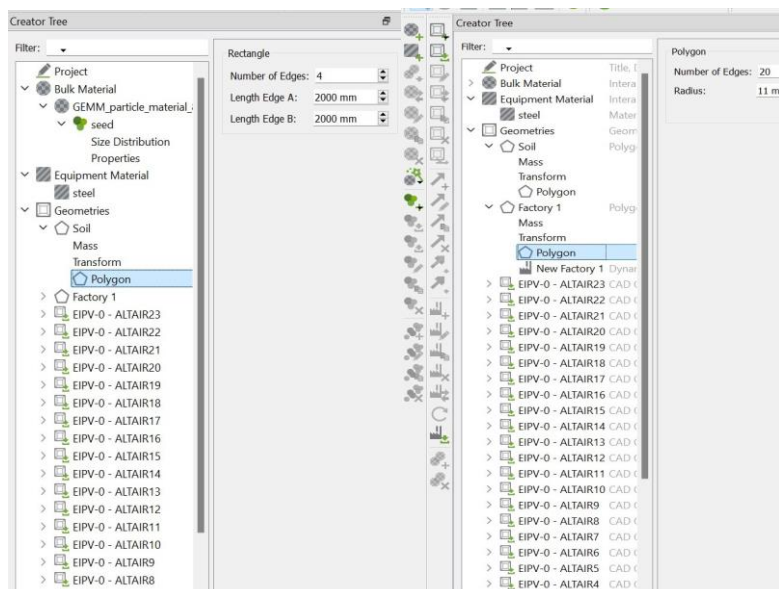 Creator Tree
Filter:
Project
Bulk Material
GEMM_particle_material_
seed
Size Distribution
Properties
Equipment Material
steel
Geometries
Soil
Mass
Transform
Polygon
Factory 1
EIPV-0 - ALTAIR23
EIPV-0 - ALTAIR22
EIPV-0 - ALTAIR21
EIPV-0 - ALTAIR20
EIPV-0 - ALTAIR19
EIPV-0 - ALTAIR18
EIPV-0 - ALTAIR17
EIPV-0 - ALTAIR16
EIPV-0 - ALTAIR15
EIPV-0 - ALTAIR14
EIPV-0 - ALTAIR13
EIPV-0 - ALTAIR12
EIPV-0 - ALTAIR11
EIPV-0 - ALTAIR10
EIPV-0 - ALTAIR9
EIPV-0 - ALTAIR8
Rectangle
Number of Edges: 4
Length Edge A: 2000 mm
Length Edge B: 2000 mm
Creator Tree
Filter:
Project Title, D
Bulk Material Intera
Equipment Material Intera
steel Mater
Geometries Geom
Soil Polyg
Mass
Transform
Polygon
Factory 1 Polyg
Mass
Transform
Polygon
New Factory 1 Dynar
EIPV-0 - ALTAIR23 CAD G
EIPV-0 - ALTAIR22 CAD G
EIPV-0 - ALTAIR21 CAD G
EIPV-0 - ALTAIR20 CAD G
EIPV-0 - ALTAIR19 CAD G
EIPV-0 - ALTAIR18 CAD G
EIPV-0 - ALTAIR17 CAD G
EIPV-0 - ALTAIR16 CAD G
EIPV-0 - ALTAIR15 CAD G
EIPV-0 - ALTAIR14 CAD G
EIPV-0 - ALTAIR13 CAD G
EIPV-0 - ALTAIR12 CAD G
EIPV-0 - ALTAIR11 CAD G
EIPV-0 - ALTAIR10 CAD G
EIPV-0 - ALTAIR9 CAD G
EIPV-0 - ALTAIR8 CAD G
EIPV-0 - ALTAIR7 CAD G
EIPV-0 - ALTAIR6 CAD G
EIPV-0 - ALTAIR5 CAD G
EIPV-0 - ALTAIR4 CAD G
Polygon
Number of Edges: 20
Radius: 11 m